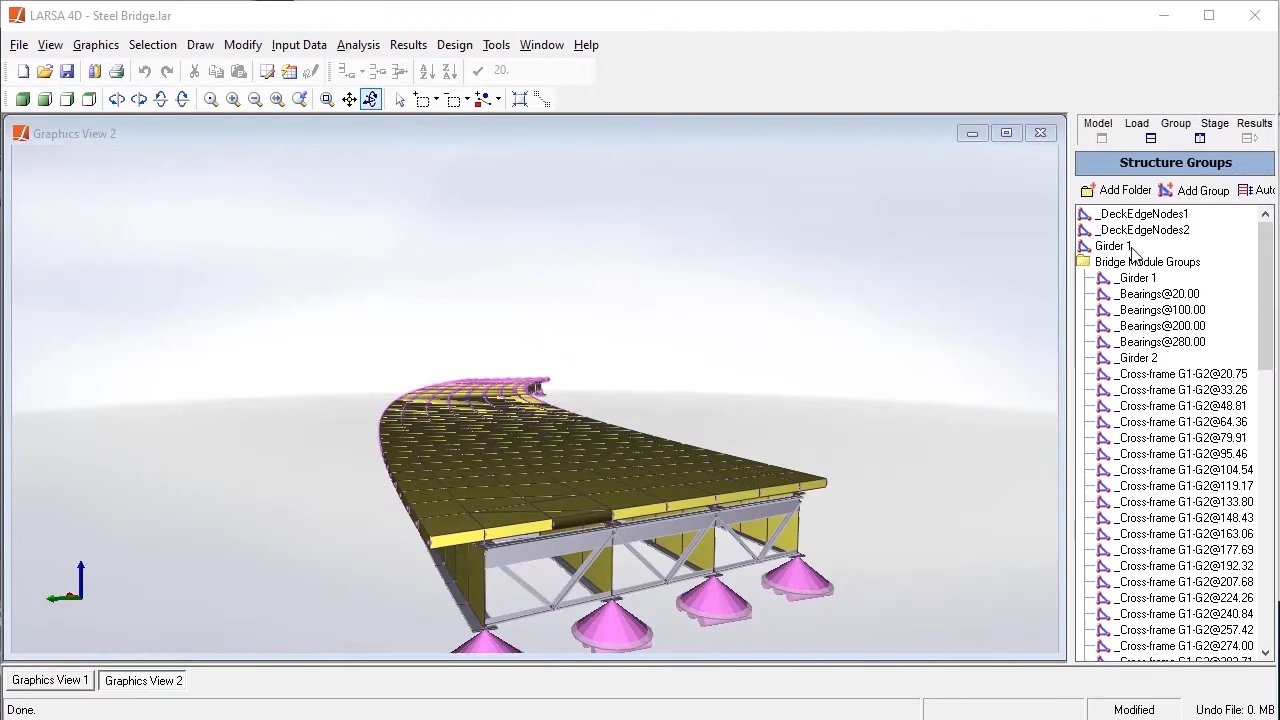 LARSA 4D - Steel Bridge.lar
File View Graphics Selection Draw Modify Input Data Analysis Results Design Tools Window Help
20.
Graphics View 2
Model Load Group Stage Results
Structure Groups
Add Folder Add Group Auto
_DeckEdgeNodes1
_DeckEdgeNodes2
Girder 1
Bridge Module Groups
_Girder 1
_Bearings@20.00
_Bearings@100.00
_Bearings@200.00
_Bearings@280.00
_Girder 2
_Cross-frame G1-G2@20.75
_Cross-frame G1-G2@33.26
_Cross-frame G1-G2@48.81
_Cross-frame G1-G2@64.36
_Cross-frame G1-G2@79.91
_Cross-frame G1-G2@95.46
_Cross-frame G1-G2@104.54
_Cross-frame G1-G2@119.17
_Cross-frame G1-G2@133.80
_Cross-frame G1-G2@148.43
_Cross-frame G1-G2@163.06
_Cross-frame G1-G2@177.69
_Cross-frame G1-G2@192.32
_Cross-frame G1-G2@207.68
_Cross-frame G1-G2@224.26
_Cross-frame G1-G2@240.84
_Cross-frame G1-G2@257.42
_Cross-frame G1-G2@274.00
Graphics View 1 Graphics View 2
Done. Modified Undo File: 0. MB